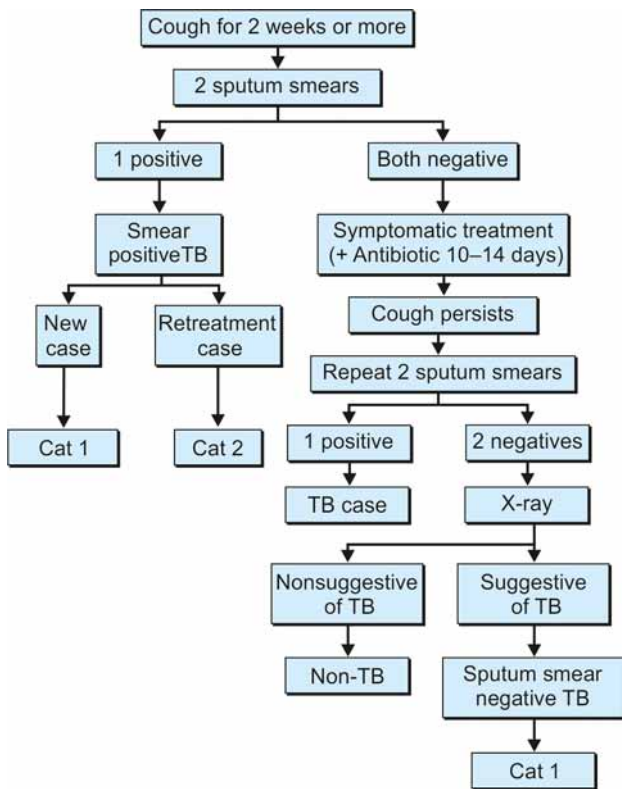 Cough for 2 weeks or more
2 sputum smears
1 positive
Both negative
Smear
positiveTB
Symptomatic treatment
(+ Antibiotic 10–14 days)
New
case
Retreatment
case
Cough persists
Repeat 2 sputum smears
Cat 1
Cat 2
1 positive
2 negatives
TB case
X-ray
Nonsuggestive
of TB
Suggestive
of TB
Non-TB
Sputum smear
negative TB
Cat 1